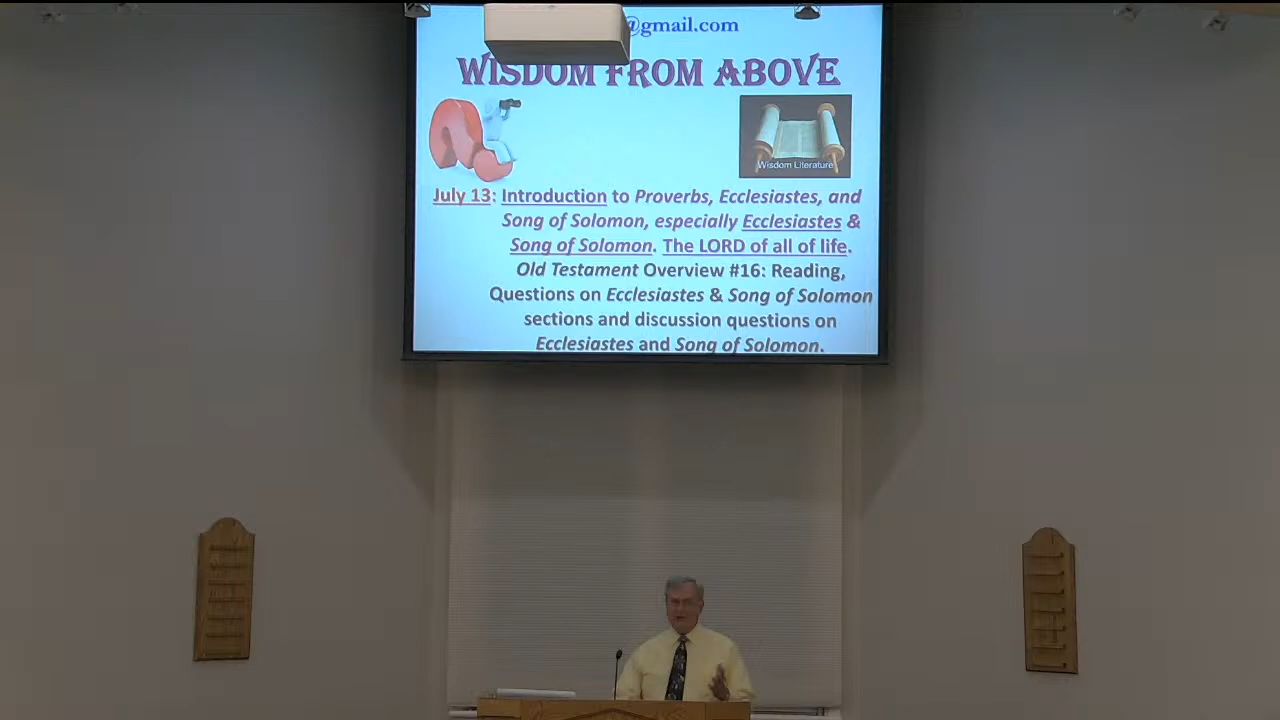 @gmail.com
WISDOM FROM ABOVE
Wisdom Literature
July 13: Introduction to Proverbs, Ecclesiastes, and
Song of Solomon, especially Ecclesiastes &
Song of Solomon. The LORD of all of life.
Old Testament Overview #16: Reading,
Questions on Ecclesiastes & Song of Solomon
sections and discussion questions on
Ecclesiastes and Song of Solomon.